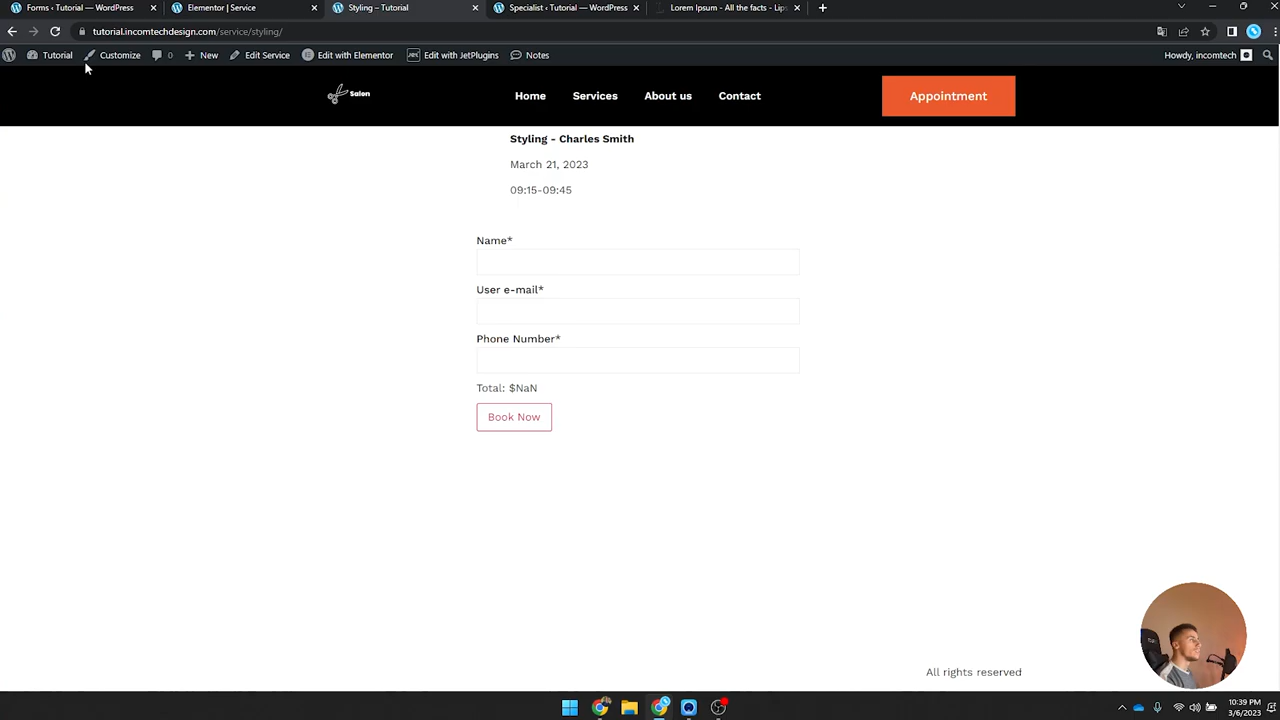 Forms ‹ Tutorial — WordPress
Elementor | Service
Styling – Tutorial
Specialist ‹ Tutorial — WordPress
Lorem Ipsum - All the facts - Lips
tutorial.incomtechdesign.com/service/styling/
Tutorial
Customize
0
New
Edit Service
Edit with Elementor
Edit with JetPlugins
Notes
Howdy, incomtech
Salon
Home
Services
About us
Contact
Appointment
Styling - Charles Smith
March 21, 2023
09:15-09:45
Name*
User e-mail*
Phone Number*
Total: $NaN
Book Now
All rights reserved
10:39 PM
3/6/2023